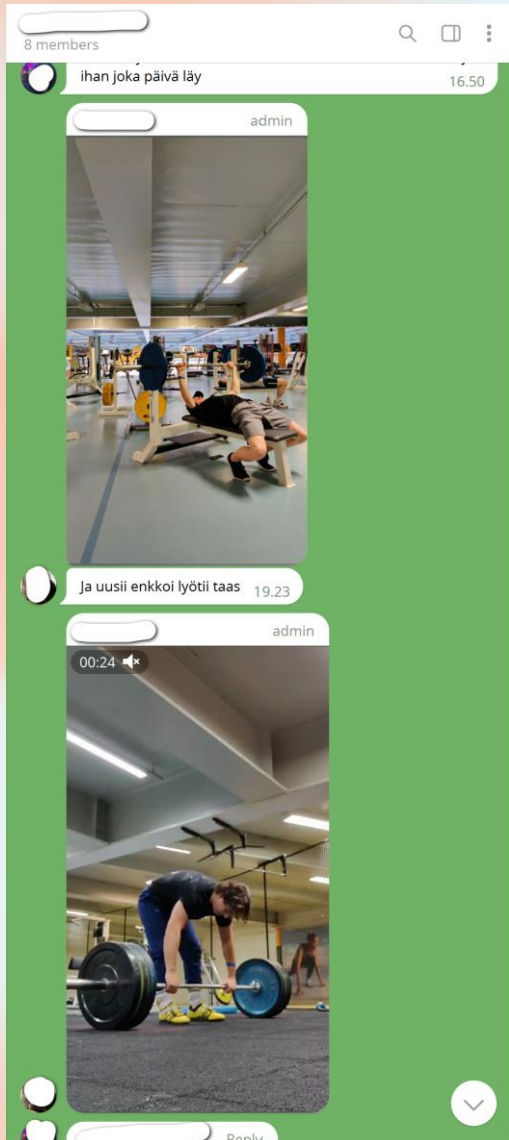 8 members
ihan joka päivä läy
16.50
admin
Ja uusii enkkoi lyötii taas 19.23
admin
00:24
Reply